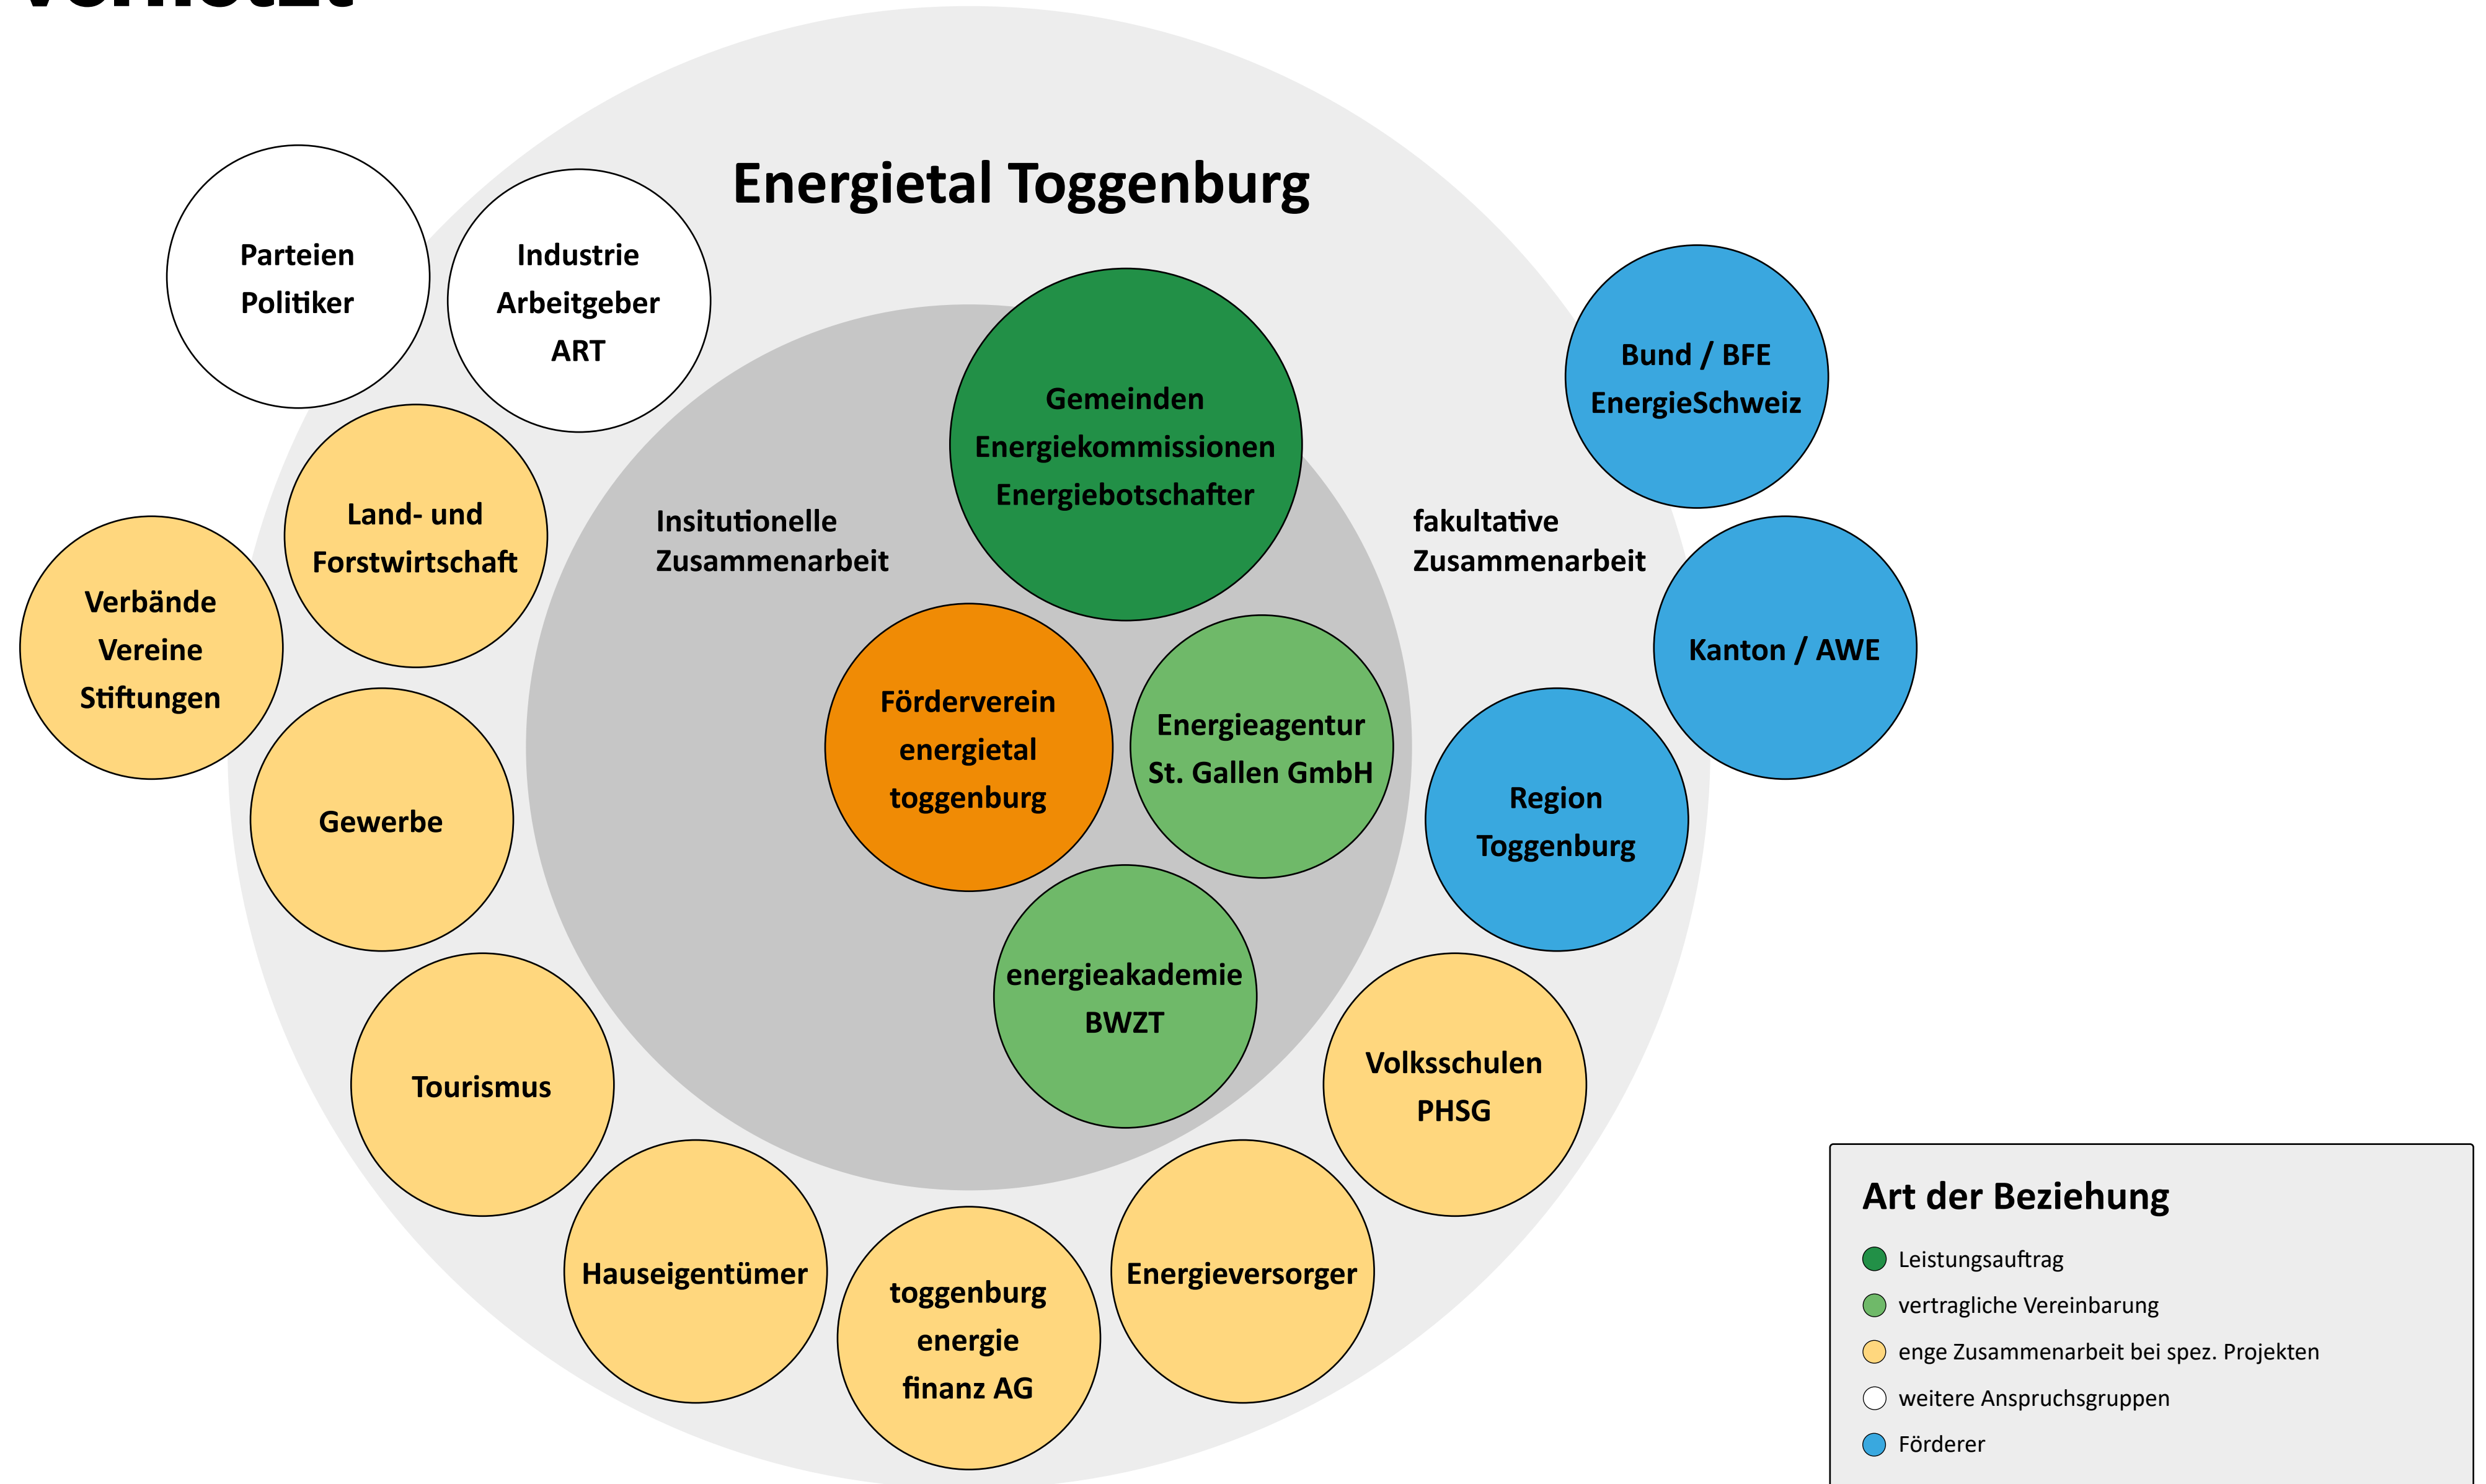 Energietal Toggenburg
Parteien
Politiker
Industrie
Arbeitgeber
ART
Bund / BFE
EnergieSchweiz
Gemeinden
Energiekommissionen
Energiebotschafter
Insitutionelle
Zusammenarbeit
fakultative
Zusammenarbeit
Land- und
Forstwirtschaft
Verbände
Vereine
Stiftungen
Kanton / AWE
Förderverein
energietal
toggenburg
Energieagentur
St. Gallen GmbH
Region
Toggenburg
Gewerbe
energieakademie
BWZT
Tourismus
Volksschulen
PHSG
Hauseigentümer
toggenburg
energie
finanz AG
Energieversorger
Art der Beziehung
Leistungsauftrag
vertragliche Vereinbarung
enge Zusammenarbeit bei spez. Projekten
weitere Anspruchsgruppen
Förderer